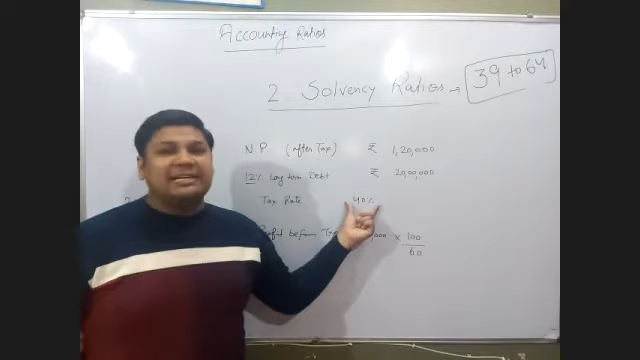 Accounting Ratios
2 Solvency Ratios → 39 to 64
N P (After Tax) ₹ 1,20,000
12% Long term Debt ₹ 20,00,000
Tax Rate 40%
Profit before 000 × 100
60